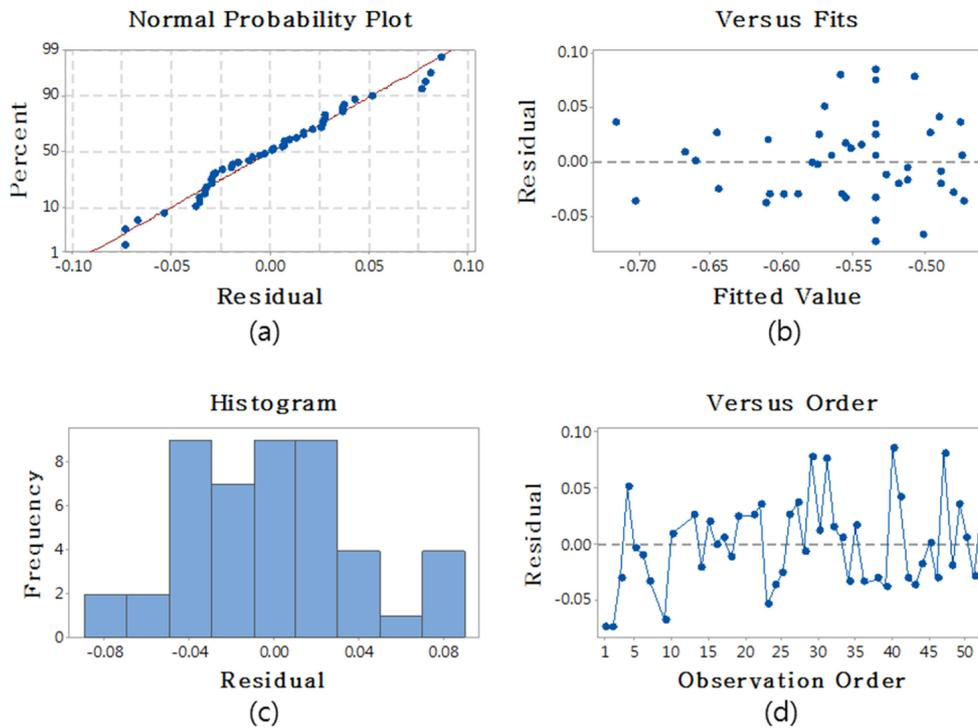 Normal Probability Plot
Percent
99
90
50
10
1
-0.10 -0.05 0.00 0.05 0.10
Residual
(a)
Versus Fits
Residual
0.10
0.05
0.00
-0.05
-0.70 -0.65 -0.60 -0.55 -0.50
Fitted Value
(b)
Histogram
Frequency
8
6
4
2
0
-0.08 -0.04 0.00 0.04 0.08
Residual
(c)
Versus Order
Residual
0.10
0.05
0.00
-0.05
1 5 10 15 20 25 30 35 40 45 50
Observation Order
(d)